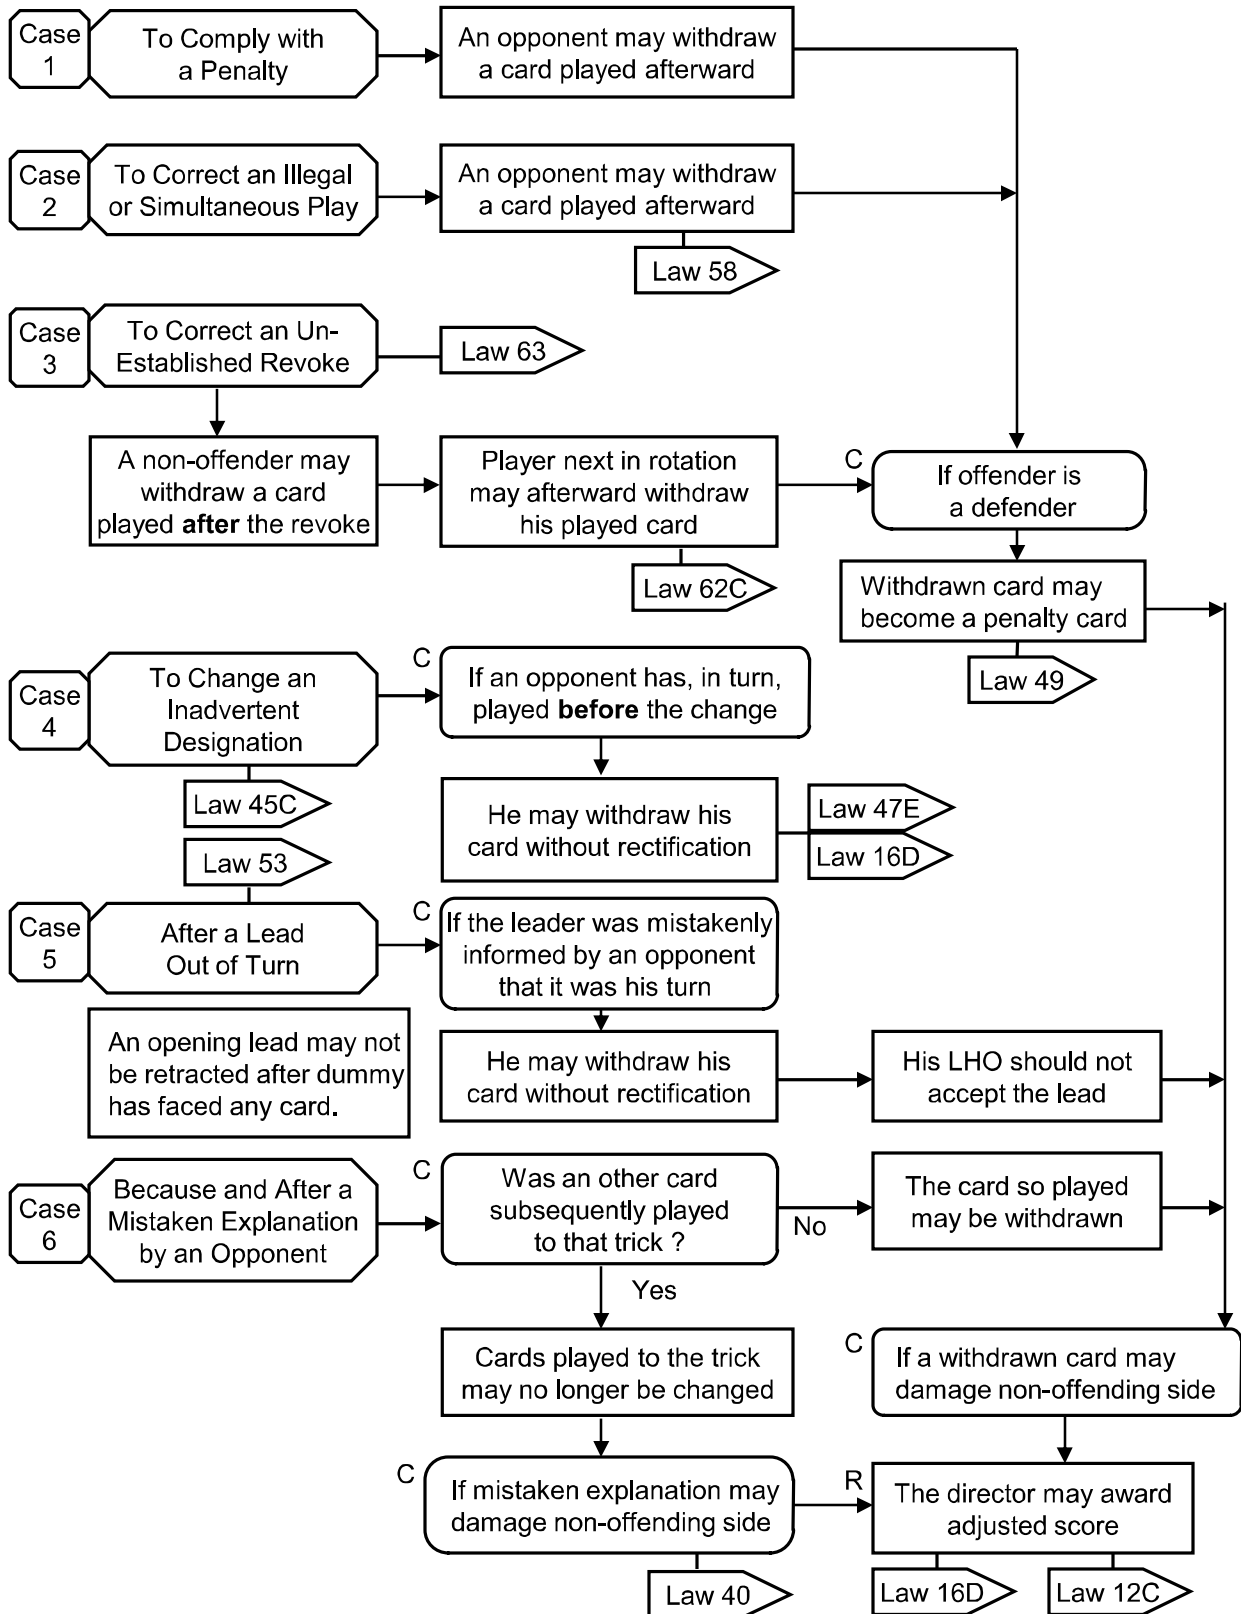 Case
1
To Comply with
a Penalty
An opponent may withdraw
a card played afterward
Case
2
To Correct an Illegal
or Simultaneous Play
An opponent may withdraw
a card played afterward
Law 58
Case
3
To Correct an Un-
Established Revoke
Law 63
A non-offender may
withdraw a card
played after the revoke
Player next in rotation
may afterward withdraw
his played card
Law 62C
C
If offender is
a defender
Withdrawn card may
become a penalty card
Law 49
Case
4
To Change an
Inadvertent
Designation
Law 45C
C
If an opponent has, in turn,
played before the change
He may withdraw his
card without rectification
Law 47E
Law 16D
Law 53
Case
5
After a Lead
Out of Turn
C
If the leader was mistakenly
informed by an opponent
that it was his turn
An opening lead may not
be retracted after dummy
has faced any card.
He may withdraw his
card without rectification
His LHO should not
accept the lead
Case
6
Because and After a
Mistaken Explanation
by an Opponent
C
Was an other card
subsequently played
to that trick ?
No
The card so played
may be withdrawn
Yes
Cards played to the trick
may no longer be changed
C
If a withdrawn card may
damage non-offending side
C
If mistaken explanation may
damage non-offending side
Law 40
R
The director may award
adjusted score
Law 16D
Law 12C